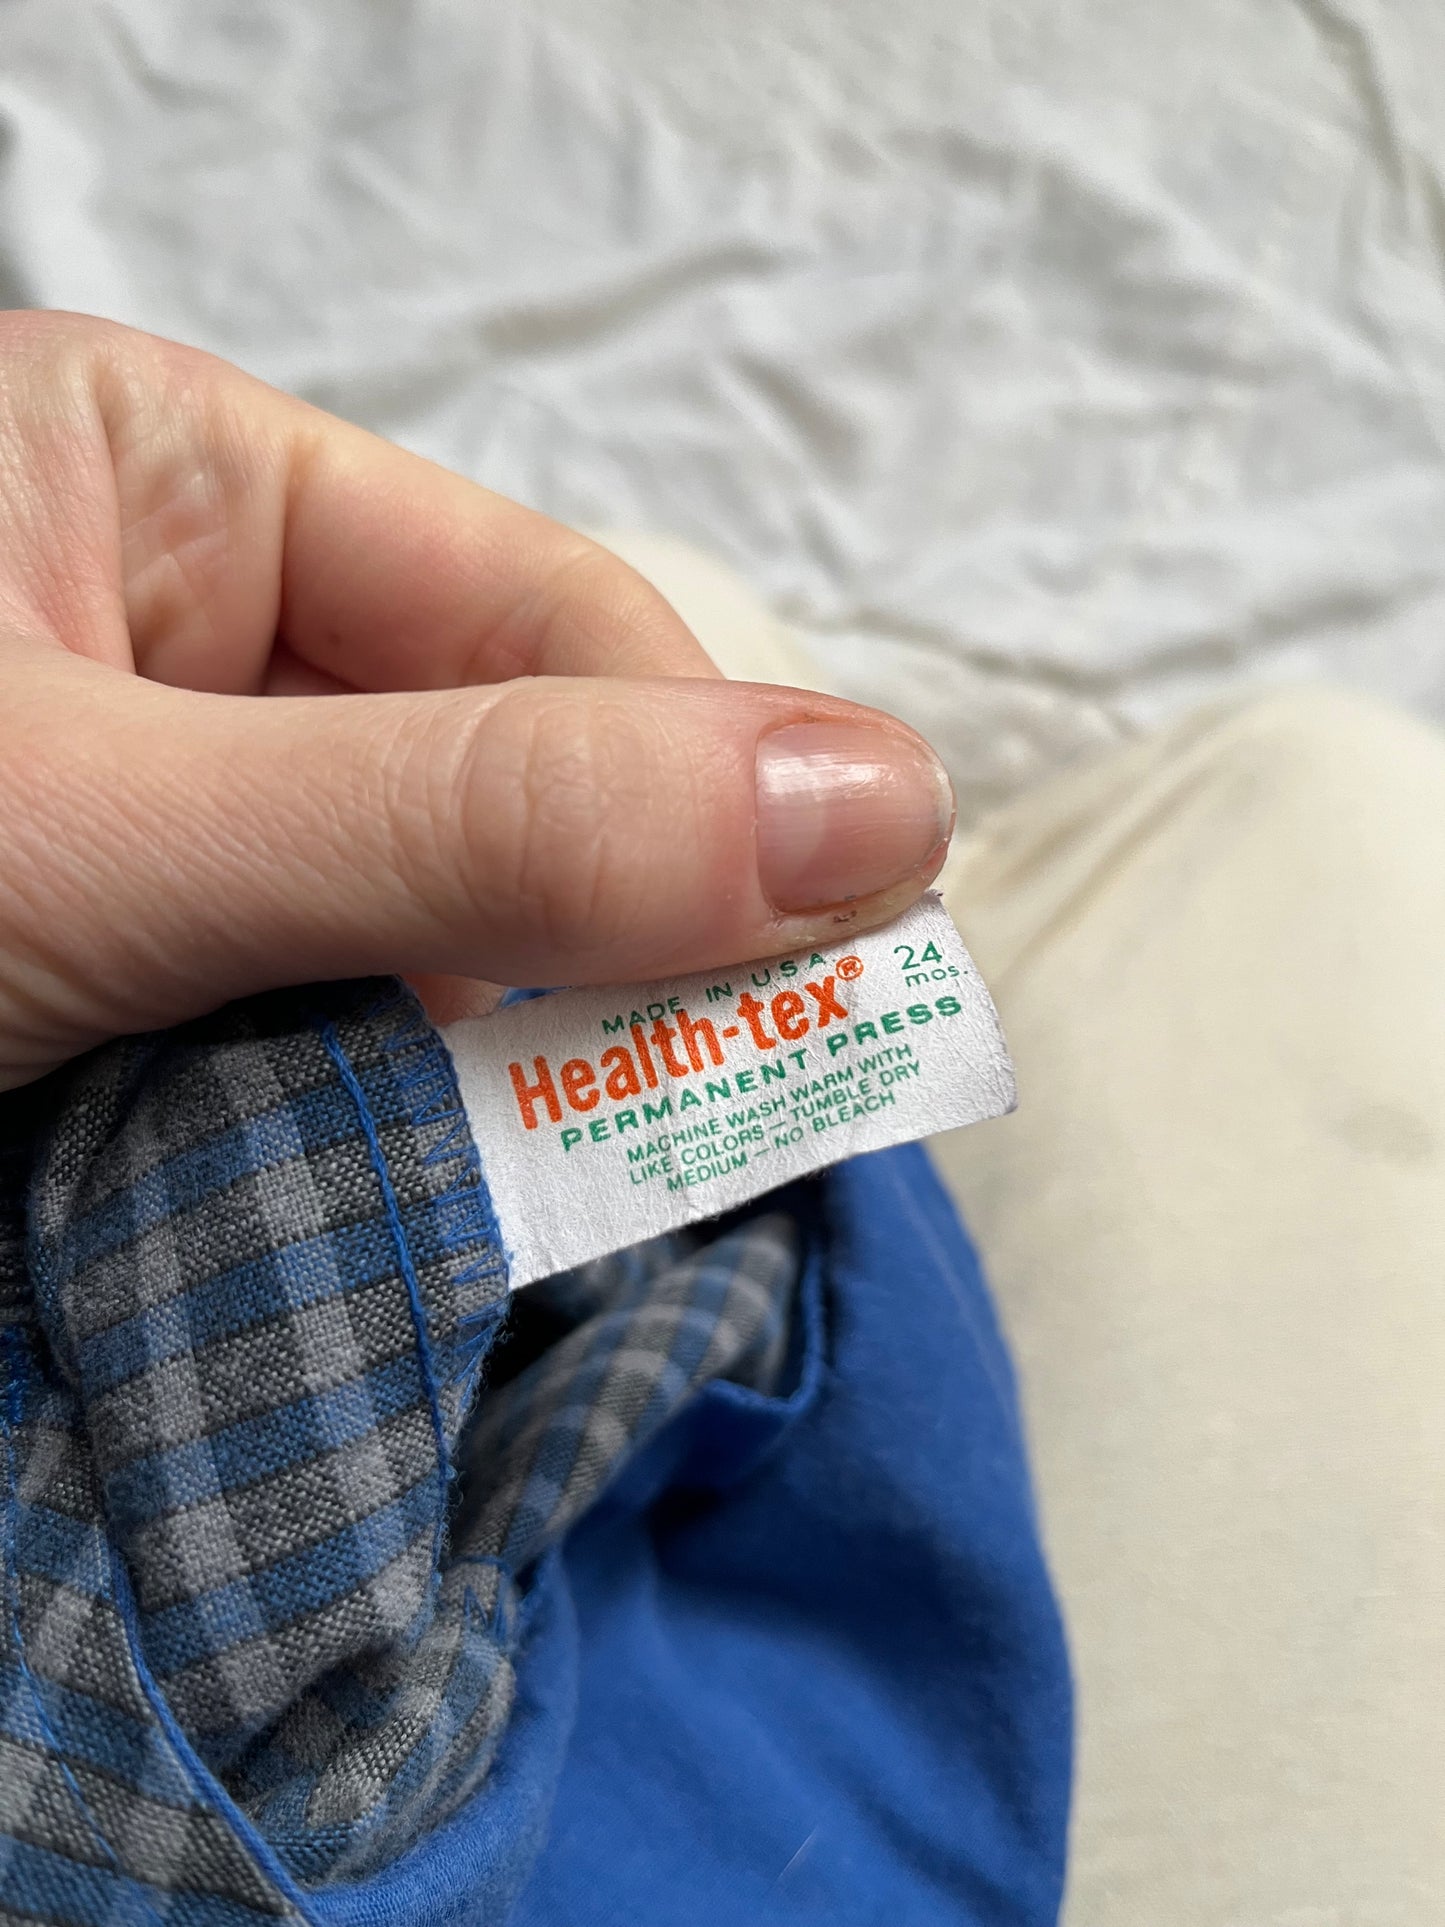 MADE IN U.S.A.
24
mos.
Health-tex®
PERMANENT PRESS
MACHINE WASH WARM WITH
LIKE COLORS — TUMBLE DRY
MEDIUM — NO BLEACH